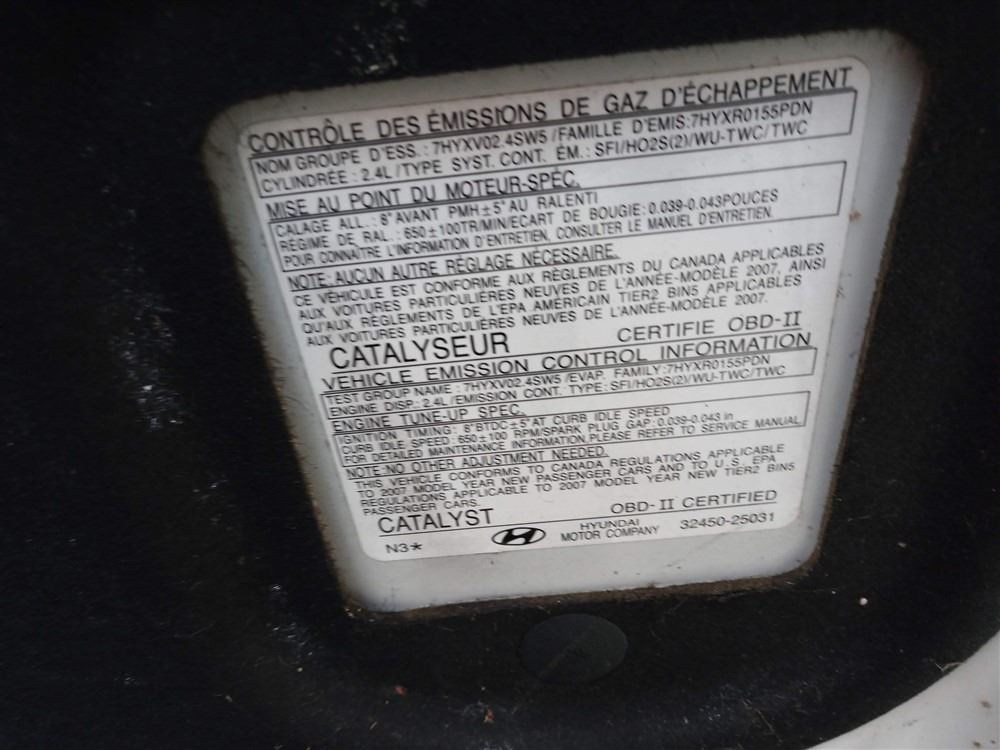 CONTRÔLE DES ÉMISSIONS DE GAZ D'ÉCHAPPEMENT
NOM GROUPE D'ESS.: 7HYXV02.4SW5 /FAMILLE D'EMIS:7HYXR0155PDN
CYLINDRÉE : 2.4L /TYPE SYST. CONT. ÉM.: SFI/HO2S(2)/WU-TWC/TWC
MISE AU POINT DU MOTEUR-SPÉC.
CALAGE ALL.: 8° AVANT PMH±5° AU RALENTI
RÉGIME DE RAL.: 650±100TR/MIN/ECART DE BOUGIE: 0.039-0.043POUCES
POUR CONNAÎTRE L'INFORMATION D'ENTRETIEN, CONSULTER LE MANUEL D'ENTRETIEN.
NOTE: AUCUN AUTRE RÉGLAGE NÉCESSAIRE.
CE VÉHICULE EST CONFORME AUX RÈGLEMENTS DU CANADA APPLICABLES
AUX VOITURES PARTICULIÈRES NEUVES DE L'ANNÉE-MODÈLE 2007, AINSI
QU'AUX RÈGLEMENTS DE L'EPA AMÉRICAIN TIER2 BIN5 APPLICABLES
AUX VOITURES PARTICULIÈRES NEUVES DE L'ANNÉE-MODÈLE 2007.
CATALYSEUR CERTIFIE OBD-II
VEHICLE EMISSION CONTROL INFORMATION
TEST GROUP NAME : 7HYXV02.4SW5 /EVAP. FAMILY:7HYXR0155PDN
ENGINE DISP: 2.4L /EMISSION CONT. TYPE: SFI/HO2S(2)/WU-TWC/TWC
ENGINE TUNE-UP SPEC.
IGNITION TIMING: 8° BTDC±5° AT CURB IDLE SPEED
CURB IDLE SPEED: 650±100 RPM/SPARK PLUG GAP: 0.039-0.043 in
FOR DETAILED MAINTENANCE INFORMATION, PLEASE REFER TO SERVICE MANUAL
NOTE: NO OTHER ADJUSTMENT NEEDED.
THIS VEHICLE CONFORMS TO CANADA REGULATIONS APPLICABLE
TO 2007 MODEL YEAR NEW PASSENGER CARS AND TO U.S. EPA
REGULATIONS APPLICABLE TO 2007 MODEL YEAR NEW TIER2 BIN5
PASSENGER CARS.
CATALYST OBD-II CERTIFIED
N3* HYUNDAI MOTOR COMPANY 32450-25031